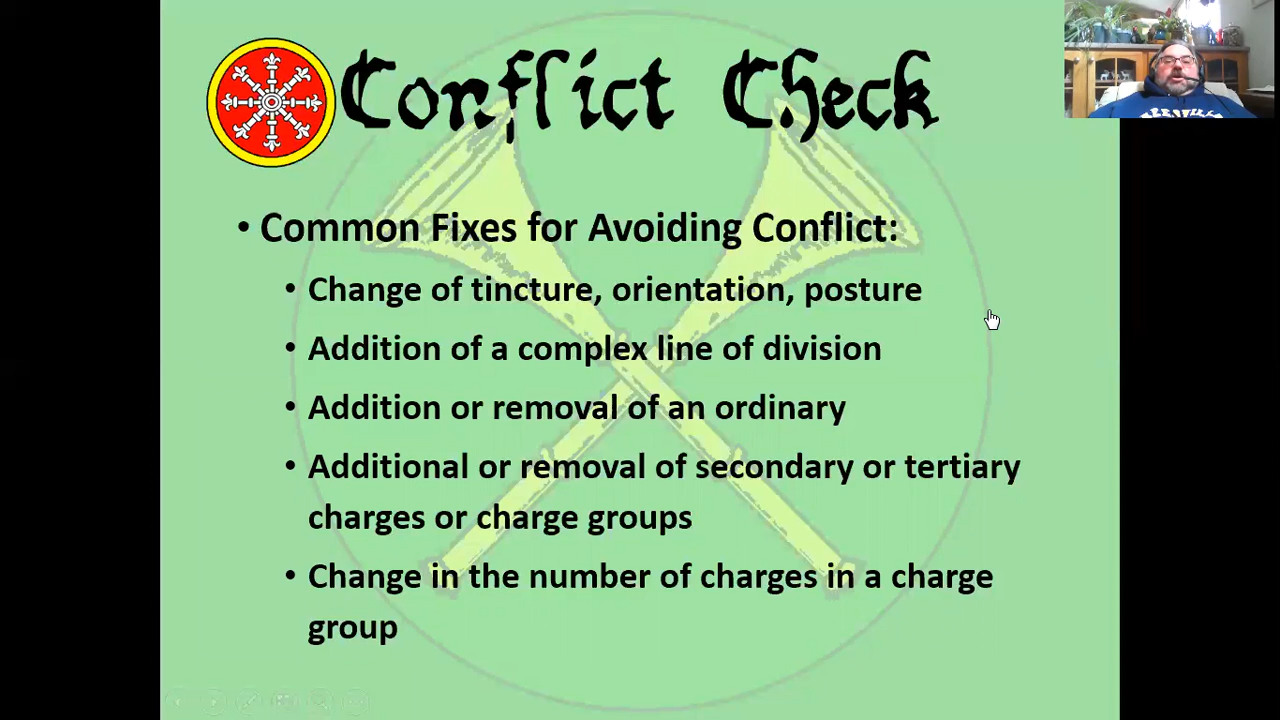 Conflict Check
• Common Fixes for Avoiding Conflict:
• Change of tincture, orientation, posture
• Addition of a complex line of division
• Addition or removal of an ordinary
• Additional or removal of secondary or tertiary
charges or charge groups
• Change in the number of charges in a charge
group